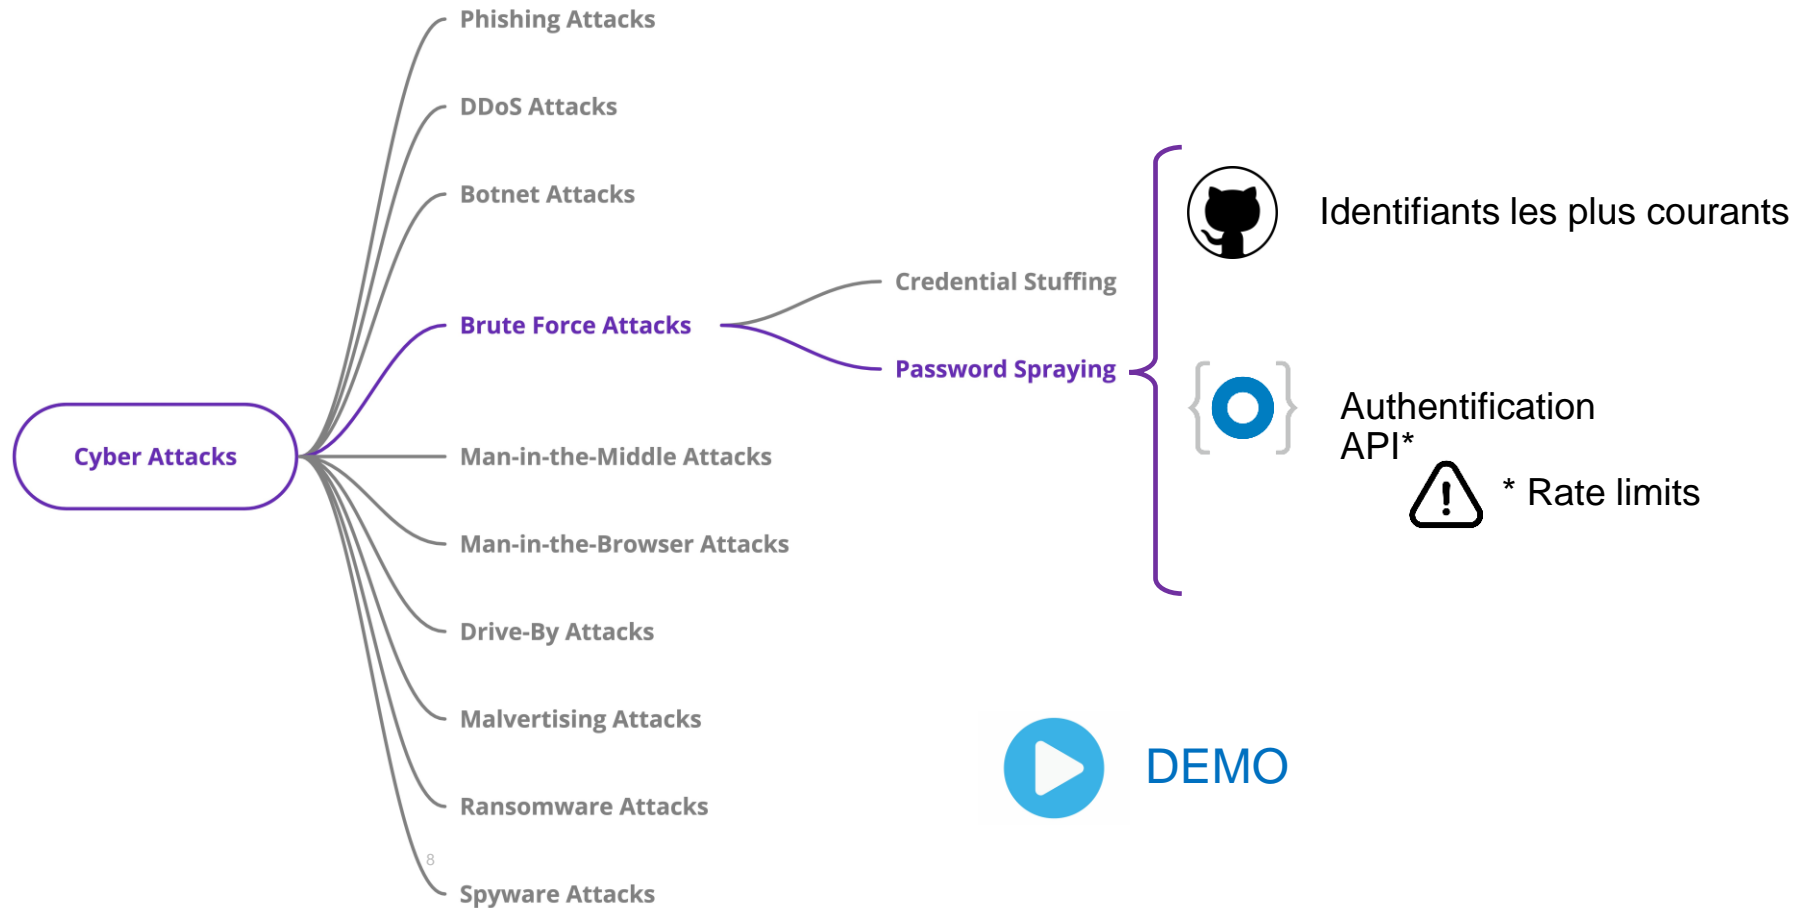 Phishing Attacks
DDoS Attacks
Botnet Attacks
Identifiants les plus courants
Credential Stuffing
Brute Force Attacks
Password Spraying
Authentification
API*
Cyber Attacks
Man-in-the-Middle Attacks
* Rate limits
Man-in-the-Browser Attacks
Drive-By Attacks
Malvertising Attacks
DEMO
Ransomware Attacks
8
Spyware Attacks